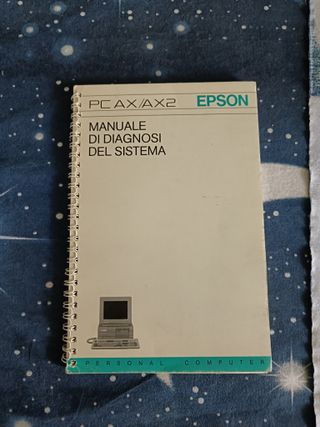 PC AX/AX2 EPSON
MANUALE
DI DIAGNOSI
DEL SISTEMA
PERSONAL COMPUTER